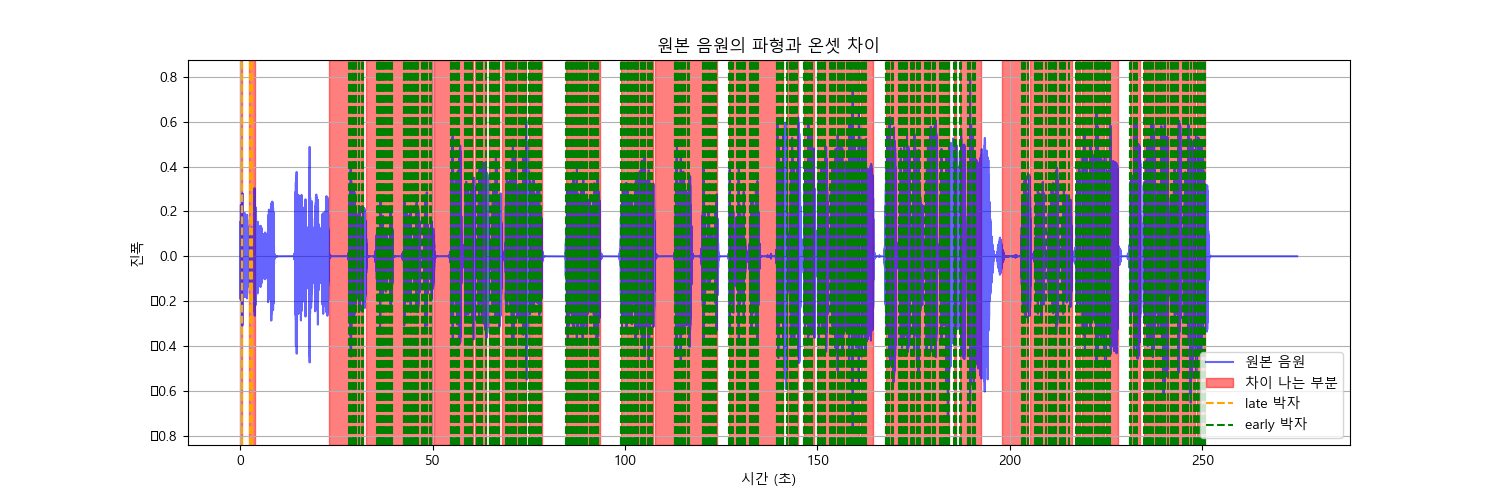 원본 음원의 파형과 온셋 차이
진폭
0.8
0.6
0.4
0.2
0.0
□0.2
□0.4
□0.6
□0.8
0 50 100 150 200 250
시간 (초)
원본 음원
차이 나는 부분
late 박자
early 박자